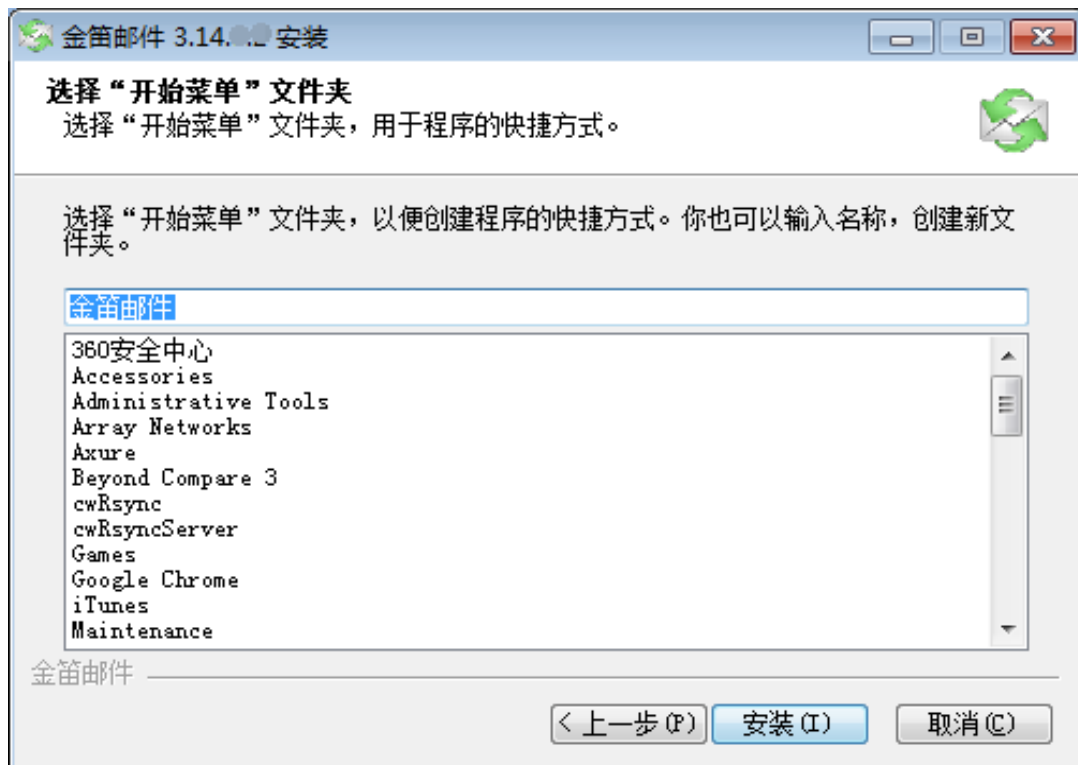 金笛邮件 3.14. 安装
选择“开始菜单”文件夹
选择“开始菜单”文件夹，用于程序的快捷方式。
选择“开始菜单”文件夹，以便创建程序的快捷方式。你也可以输入名称，创建新文
件夹。
金笛邮件
360安全中心
Accessories
Administrative Tools
Array Networks
Axure
Beyond Compare 3
cwRsync
cwRsyncServer
Games
Google Chrome
iTunes
Maintenance
金笛邮件
< 上一步(P) 安装(I) 取消(C)